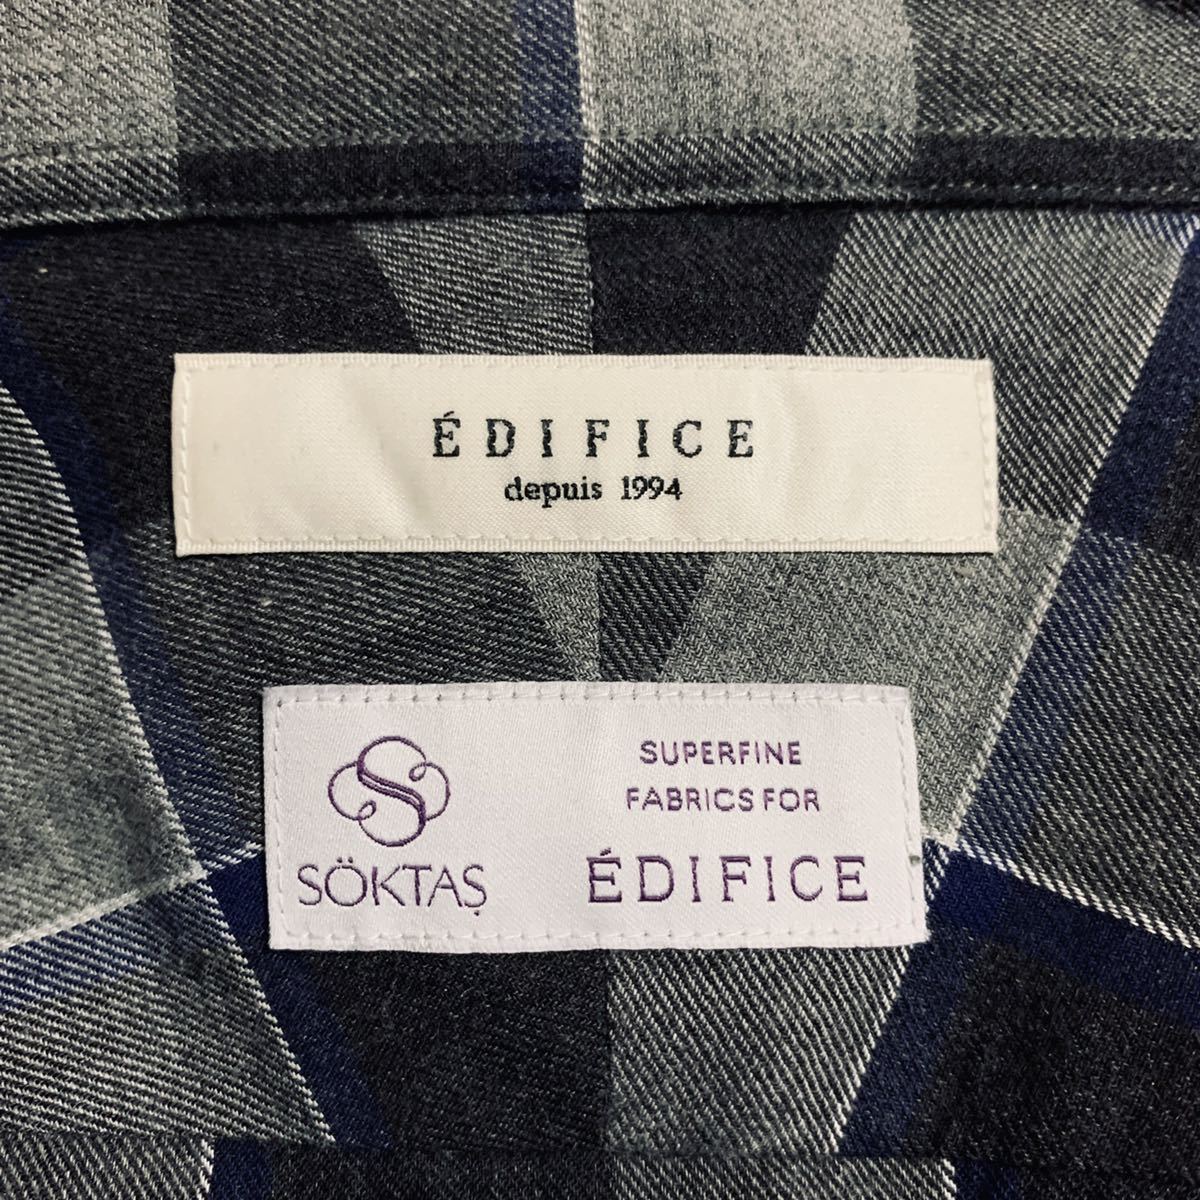 ÉDIFICE
depuis 1994
SÖKTAŞ
SUPERFINE
FABRICS FOR
ÉDIFICE